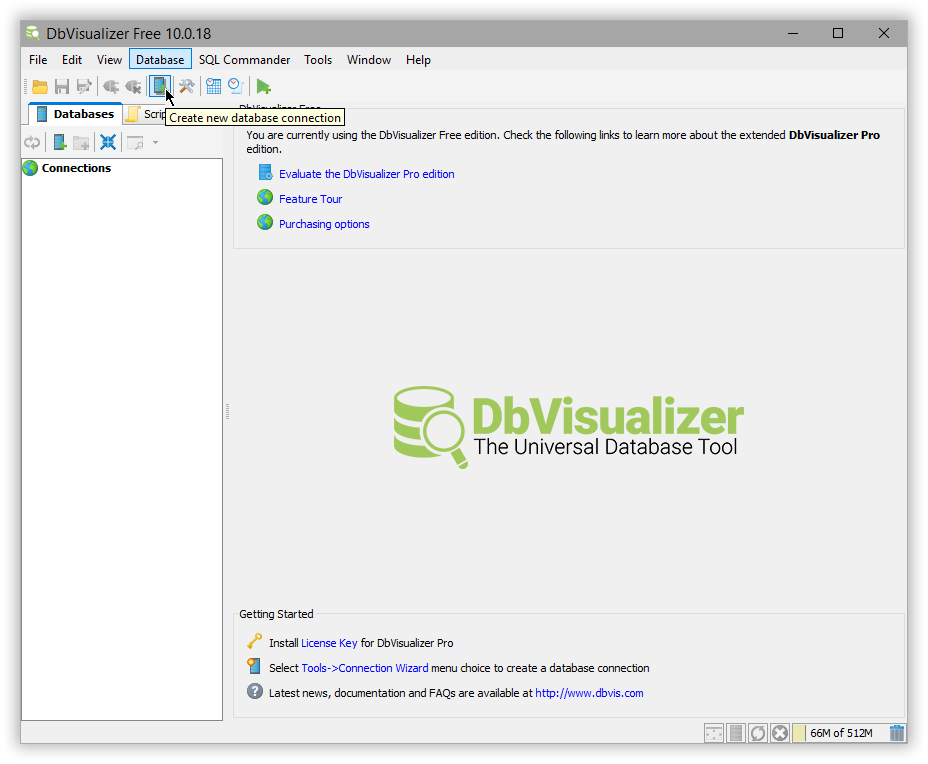 DbVisualizer Free 10.0.18
File Edit View Database SQL Commander Tools Window Help
Databases
Create new database connection
You are currently using the DbVisualizer Free edition. Check the following links to learn more about the extended DbVisualizer Pro
edition.
Connections
Evaluate the DbVisualizer Pro edition
Feature Tour
Purchasing options
DbVisualizer
The Universal Database Tool
Getting Started
Install License Key for DbVisualizer Pro
Select Tools->Connection Wizard menu choice to create a database connection
Latest news, documentation and FAQs are available at http://www.dbvis.com
66M of 512M